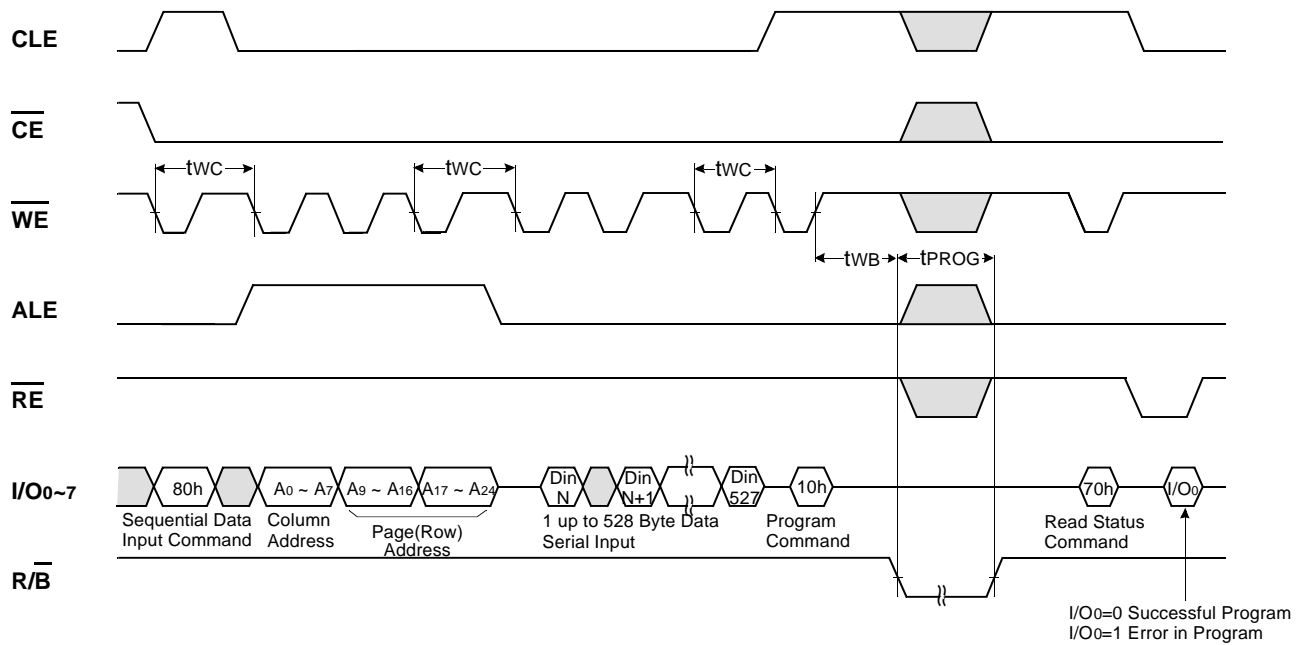 CLE
CE
tWC tWC tWC
WE
tWB tPROG
ALE
RE
I/O0~7
80h A0 ~ A7 A9 ~ A16 A17 ~ A24 Din N Din N+1 Din 527 10h 70h I/O0
Sequential Data Input Command
Column Address
Page(Row) Address
1 up to 528 Byte Data Serial Input
Program Command
Read Status Command
R/B
I/O0=0 Successful Program
I/O0=1 Error in Program